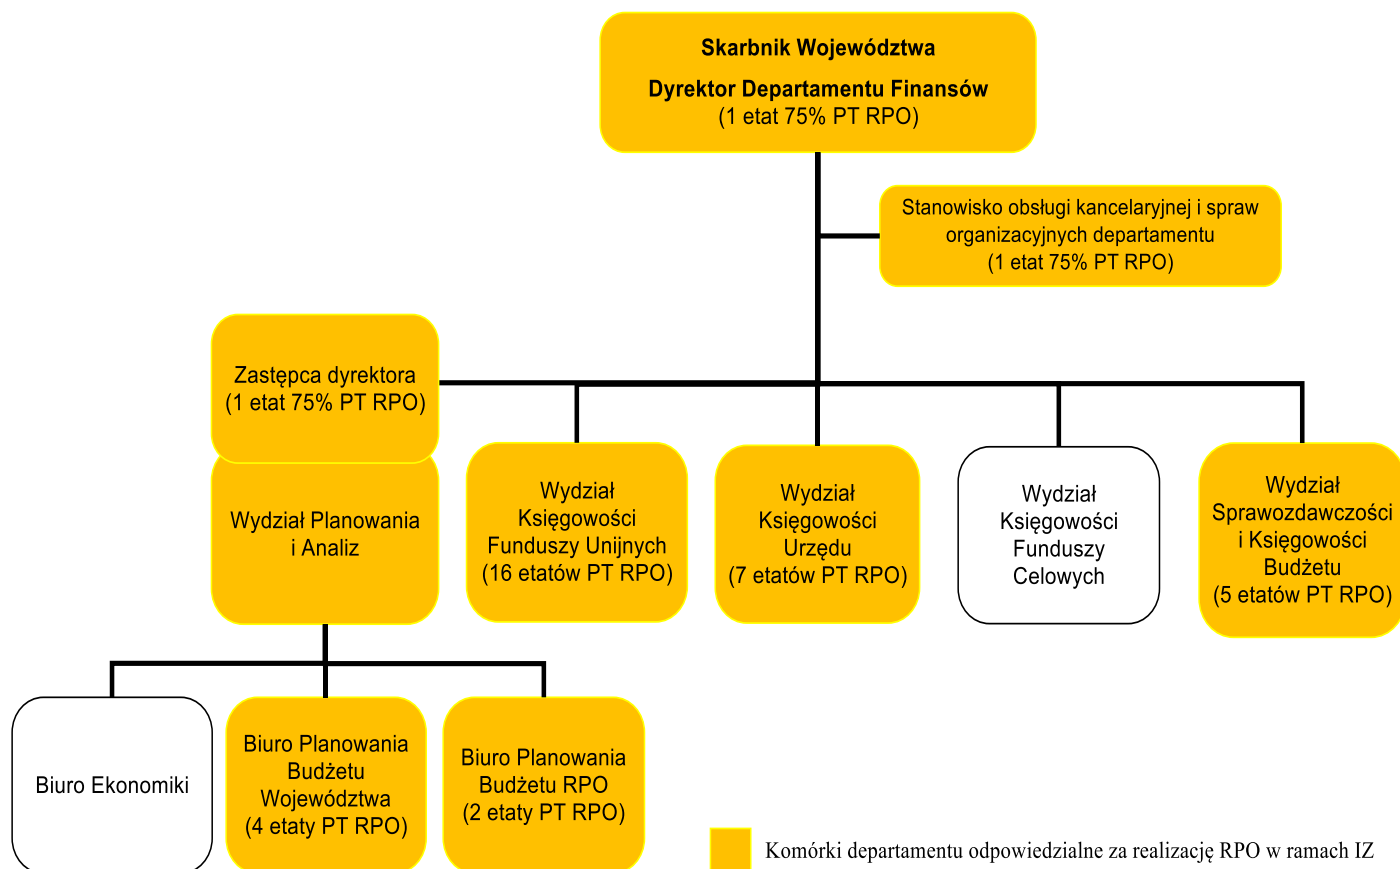 Skarbnik Województwa
Dyrektor Departamentu Finansów
(1 etat 75% PT RPO)
Stanowisko obsługi kancelaryjnej i spraw
organizacyjnych departamentu
(1 etat 75% PT RPO)
Zastępca dyrektora
(1 etat 75% PT RPO)
Wydział Planowania
i Analiz
Wydział
Księgowości
Funduszy Unijnych
(16 etatów PT RPO)
Wydział
Księgowości
Urzędu
(7 etatów PT RPO)
Wydział
Księgowości
Funduszy
Celowych
Wydział
Sprawozdawczości
i Księgowości
Budżetu
(5 etatów PT RPO)
Biuro Ekonomiki
Biuro Planowania
Budżetu
Województwa
(4 etaty PT RPO)
Biuro Planowania
Budżetu RPO
(2 etaty PT RPO)
Komórki departamentu odpowiedzialne za realizację RPO w ramach IZ